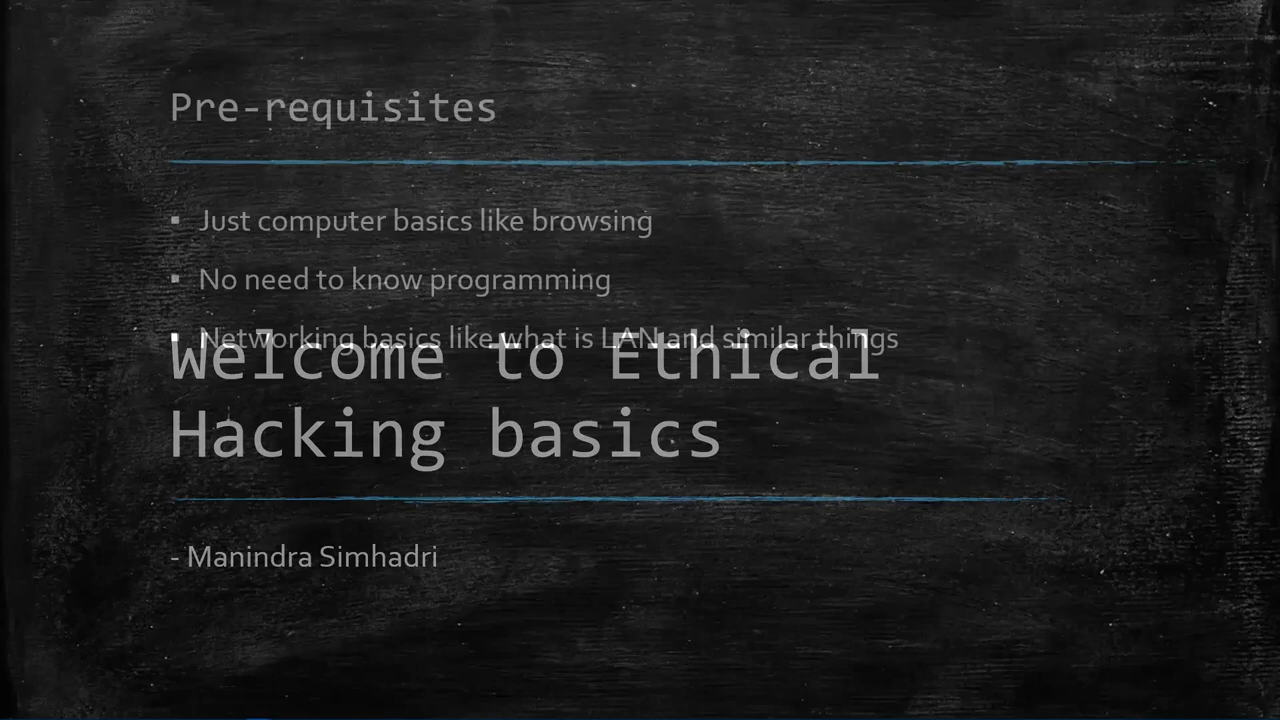 Pre-requisites
▪ Just computer basics like browsing
▪ No need to know programming
▪ Networking basics like what is LAN and similar things
Welcome to Ethical
Hacking basics
- Manindra Simhadri